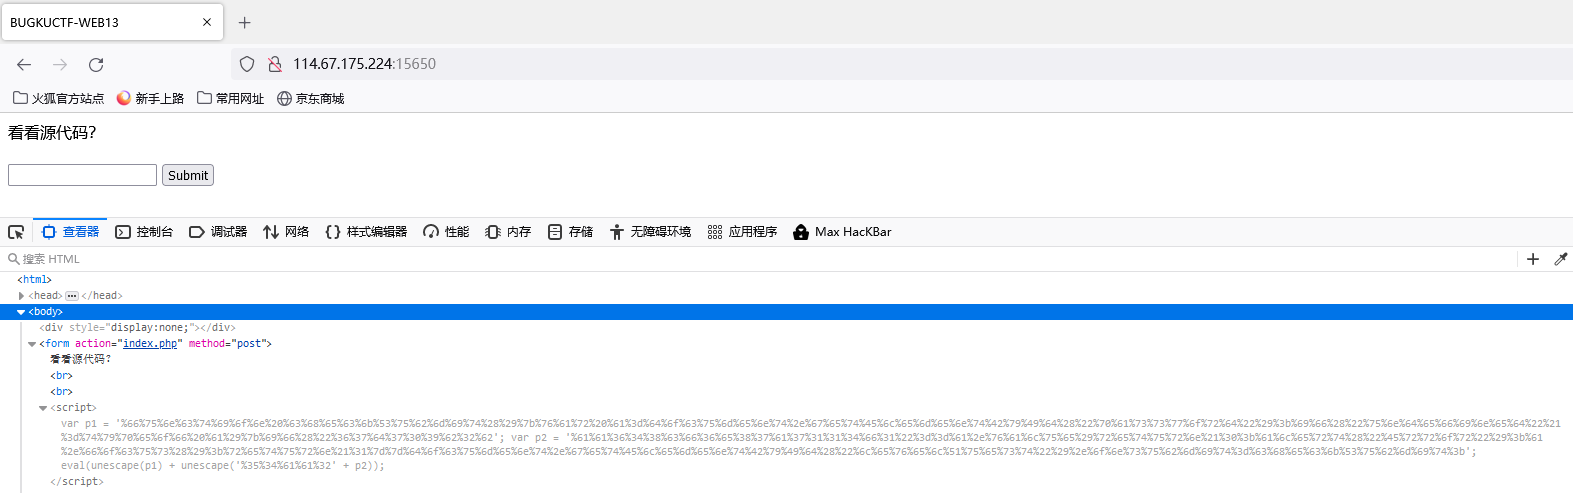 BUGKUCTF-WEB13
114.67.175.224:15650
火狐官方站点 新手上路 常用网址 京东商城
看看源代码？
Submit
查看器 控制台 调试器 网络 样式编辑器 性能 内存 存储 无障碍环境 应用程序 Max HacKBar
搜索 HTML
<html>
<head> ••• </head>
<body>
<div style="display:none;"></div>
<form action="index.php" method="post">
看看源代码？
<br>
<br>
<script>
var p1 = '%66%75%6e%63%74%69%6f%6e%20%63%68%65%63%6b%53%75%62%6d%69%74%28%29%7b%76%61%72%20%61%3d%64%6f%63%75%6d%65%6e%74%2e%67%65%74%45%6c%65%6d%65%6e%74%42%79%49%64%28%22%70%61%73%73%77%6f%72%64%22%29%3b%69%66%28%22%75%6e%64%65%66%69%6e%65%64%22%21
%3d%74%79%70%65%6f%66%20%61%29%7b%69%66%28%22%36%37%64%37%30%39%62%32%62'; var p2 = '%61%61%36%34%38%63%66%36%65%38%37%61%37%31%31%34%66%31%22%3d%3d%61%2e%76%61%6c%75%65%29%72%65%74%75%72%6e%21%30%3b%61%6c%65%72%74%28%22%45%72%72%6f%72%22%29%3b%61
%2e%66%6f%63%75%73%28%29%3b%72%65%74%75%72%6e%21%31%7d%7d%64%6f%63%75%6d%65%6e%74%2e%67%65%74%45%6c%65%6d%65%6e%74%42%79%49%64%28%22%6c%65%76%65%6c%51%75%65%73%74%22%29%2e%6f%6e%73%75%62%6d%69%74%3d%63%68%65%63%6b%53%75%62%6d%69%74%3b';
eval(unescape(p1) + unescape('%35%34%61%61%32' + p2));
</script>